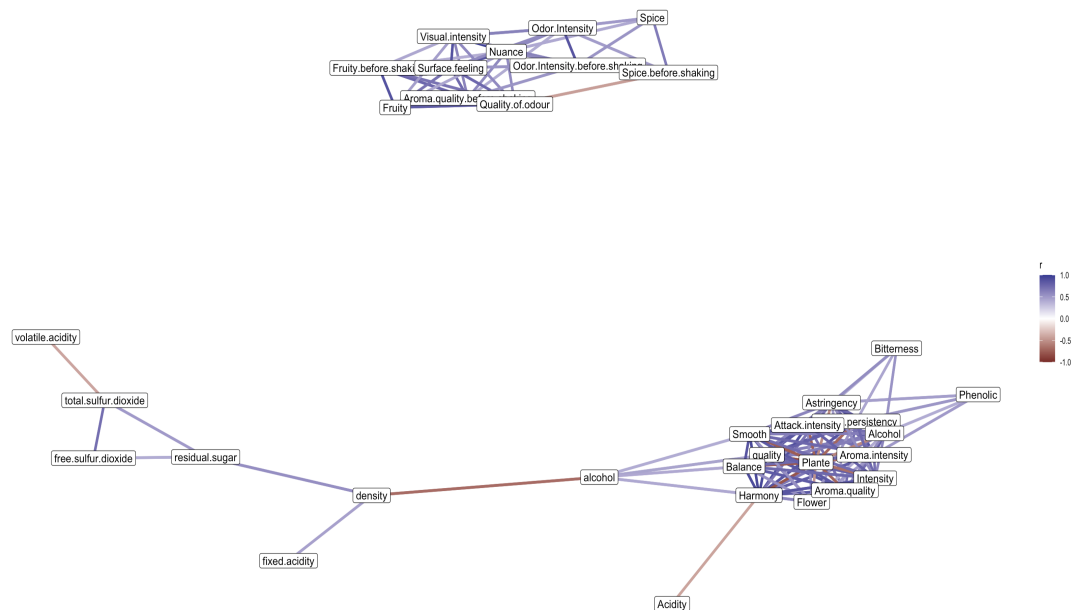 Spice
Odor.Intensity
Visual.intensity
Nuance
Fruity.before.shaki
Surface.feeling
Odor.Intensity.before.shaking
Spice.before.shaking
Aroma.quality.be
Quality.of.odour
Fruity
r
1.0
0.5
0.0
-0.5
-1.0
volatile.acidity
Bitterness
Phenolic
total.sulfur.dioxide
Astringency
Attack.intensity
.persistency
Smooth
Alcohol
free.sulfur.dioxide
residual.sugar
quality
Aroma.intensity
Plante
Balance
alcohol
Intensity
density
Harmony
Aroma.quality
Flower
fixed.acidity
Acidity